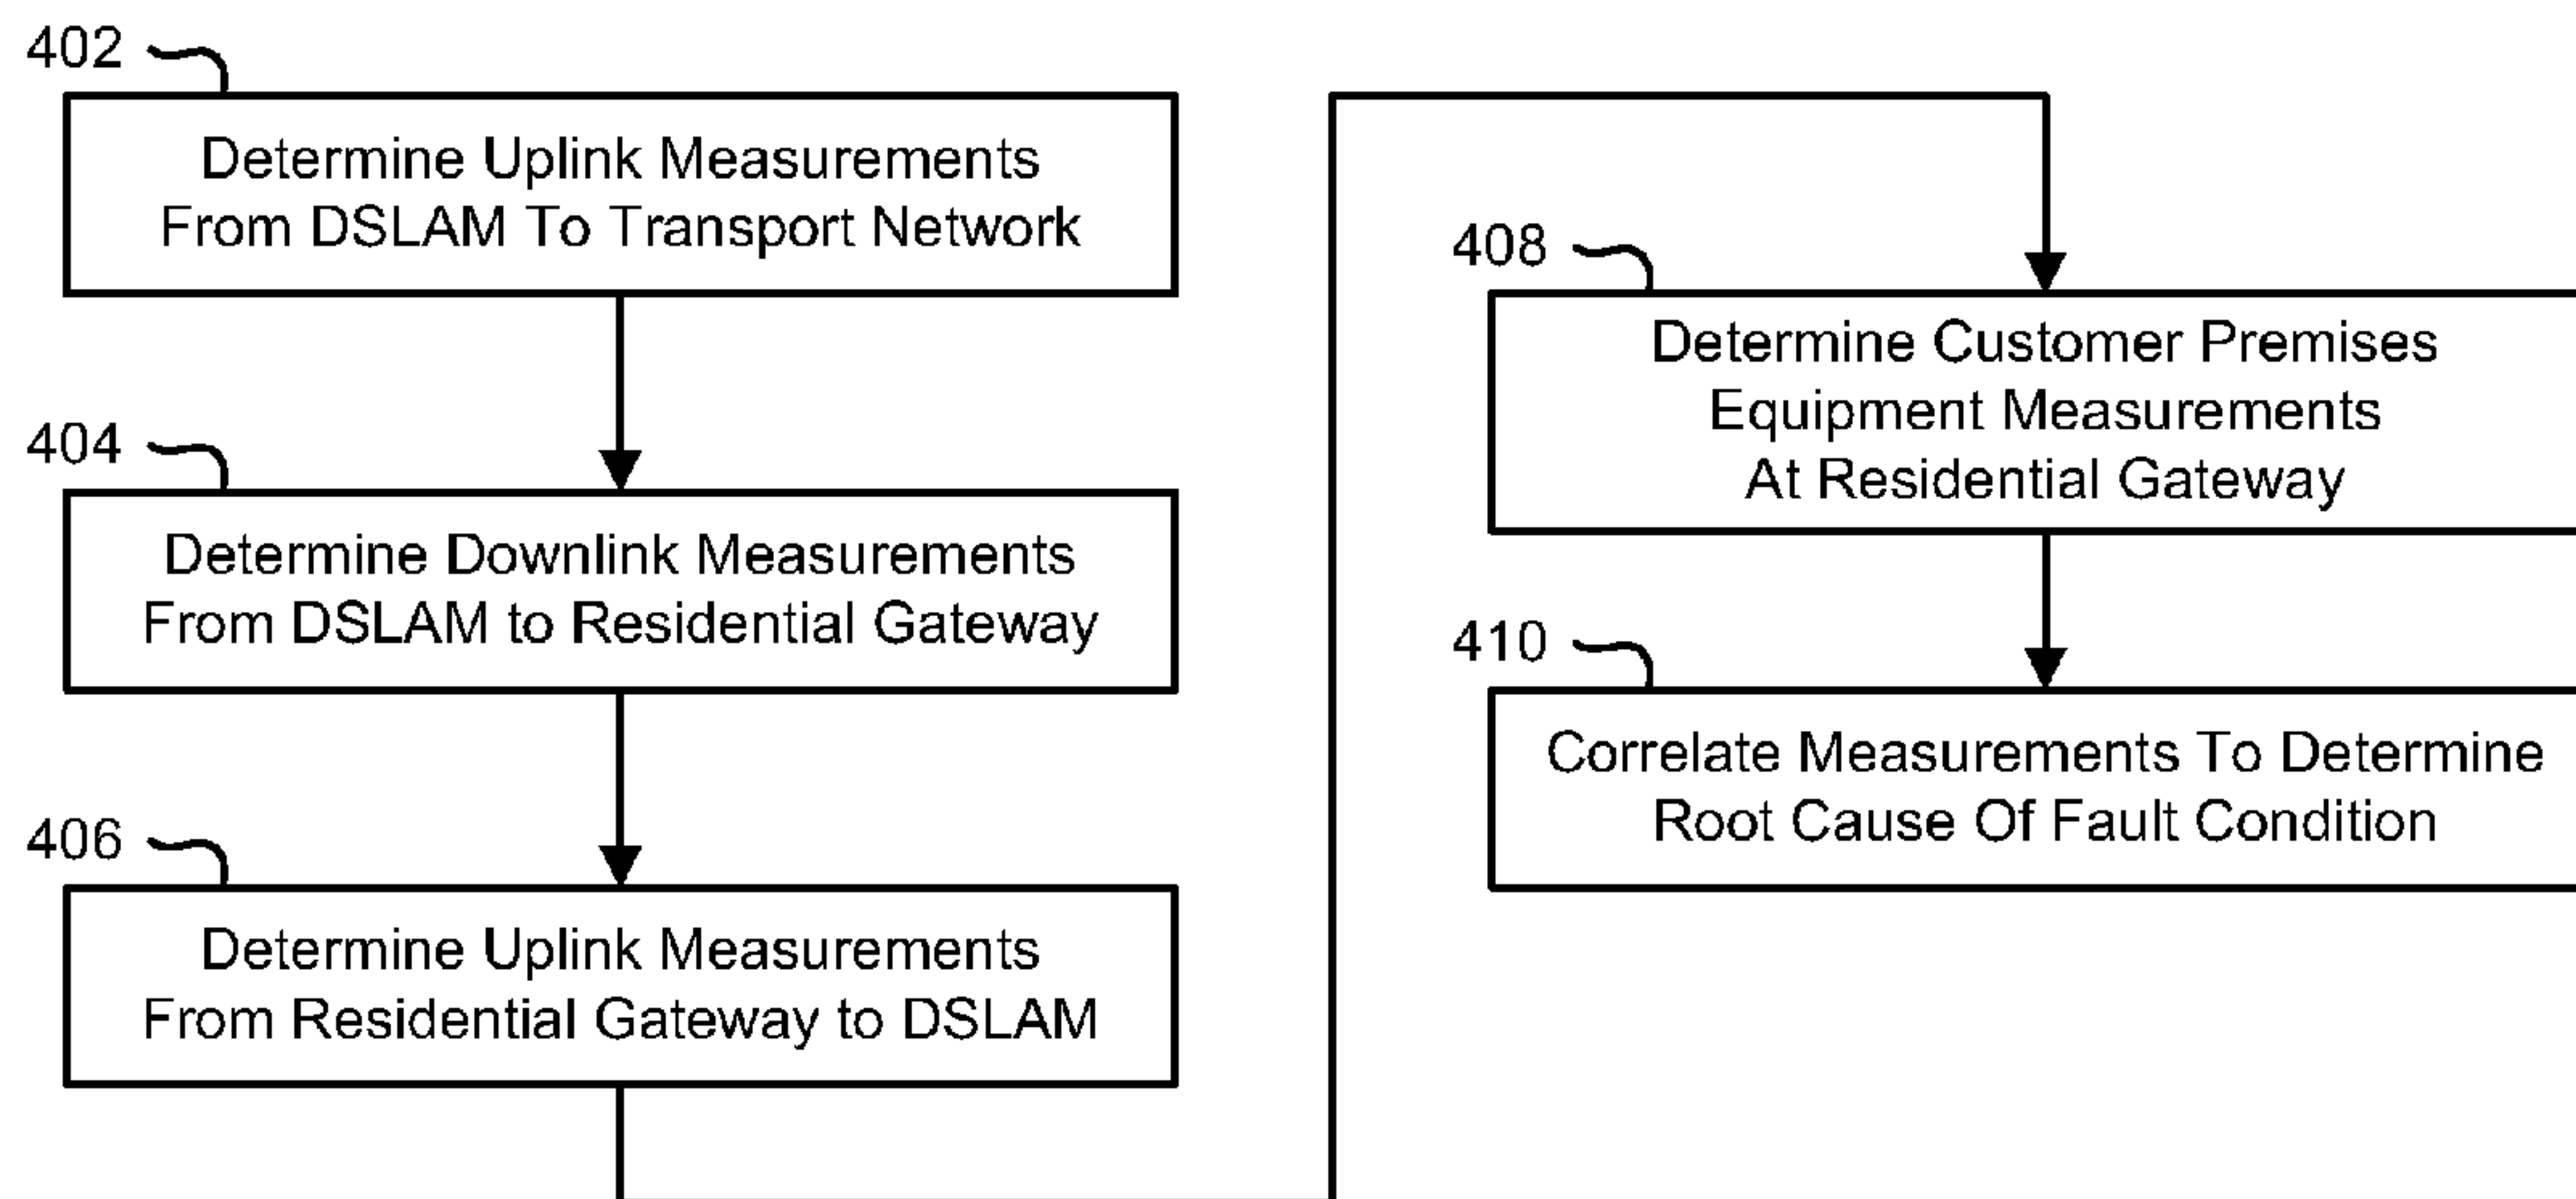 402
Determine Uplink Measurements
From DSLAM To Transport Network
404
Determine Downlink Measurements
From DSLAM to Residential Gateway
406
Determine Uplink Measurements
From Residential Gateway to DSLAM
408
Determine Customer Premises
Equipment Measurements
At Residential Gateway
410
Correlate Measurements To Determine
Root Cause Of Fault Condition